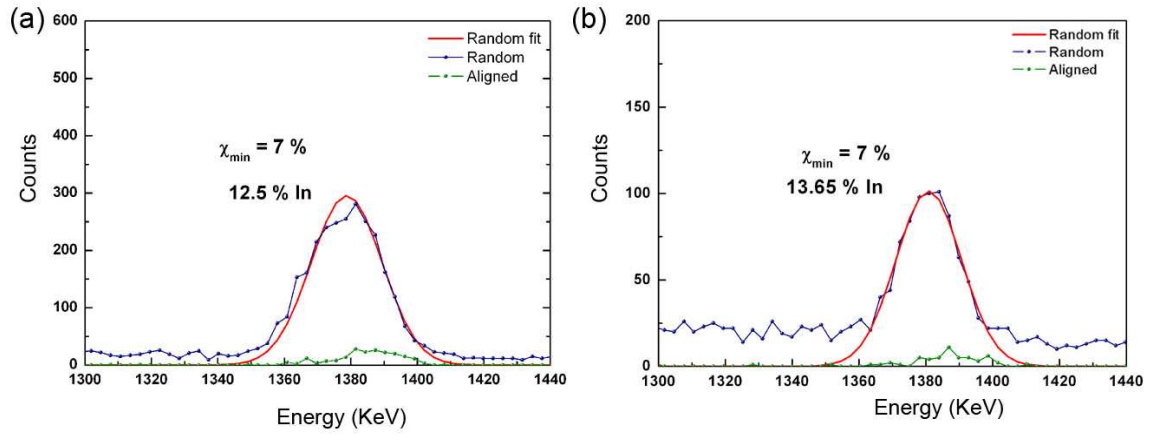 (a)
600
500
400
300
200
100
0
Counts
Random fit
Random
Aligned
χmin = 7 %
12.5 % In
1300 1320 1340 1360 1380 1400 1420 1440
Energy (KeV)
(b)
200
150
100
50
0
Counts
Random fit
Random
Aligned
χmin = 7 %
13.65 % In
1300 1320 1340 1360 1380 1400 1420 1440
Energy (KeV)